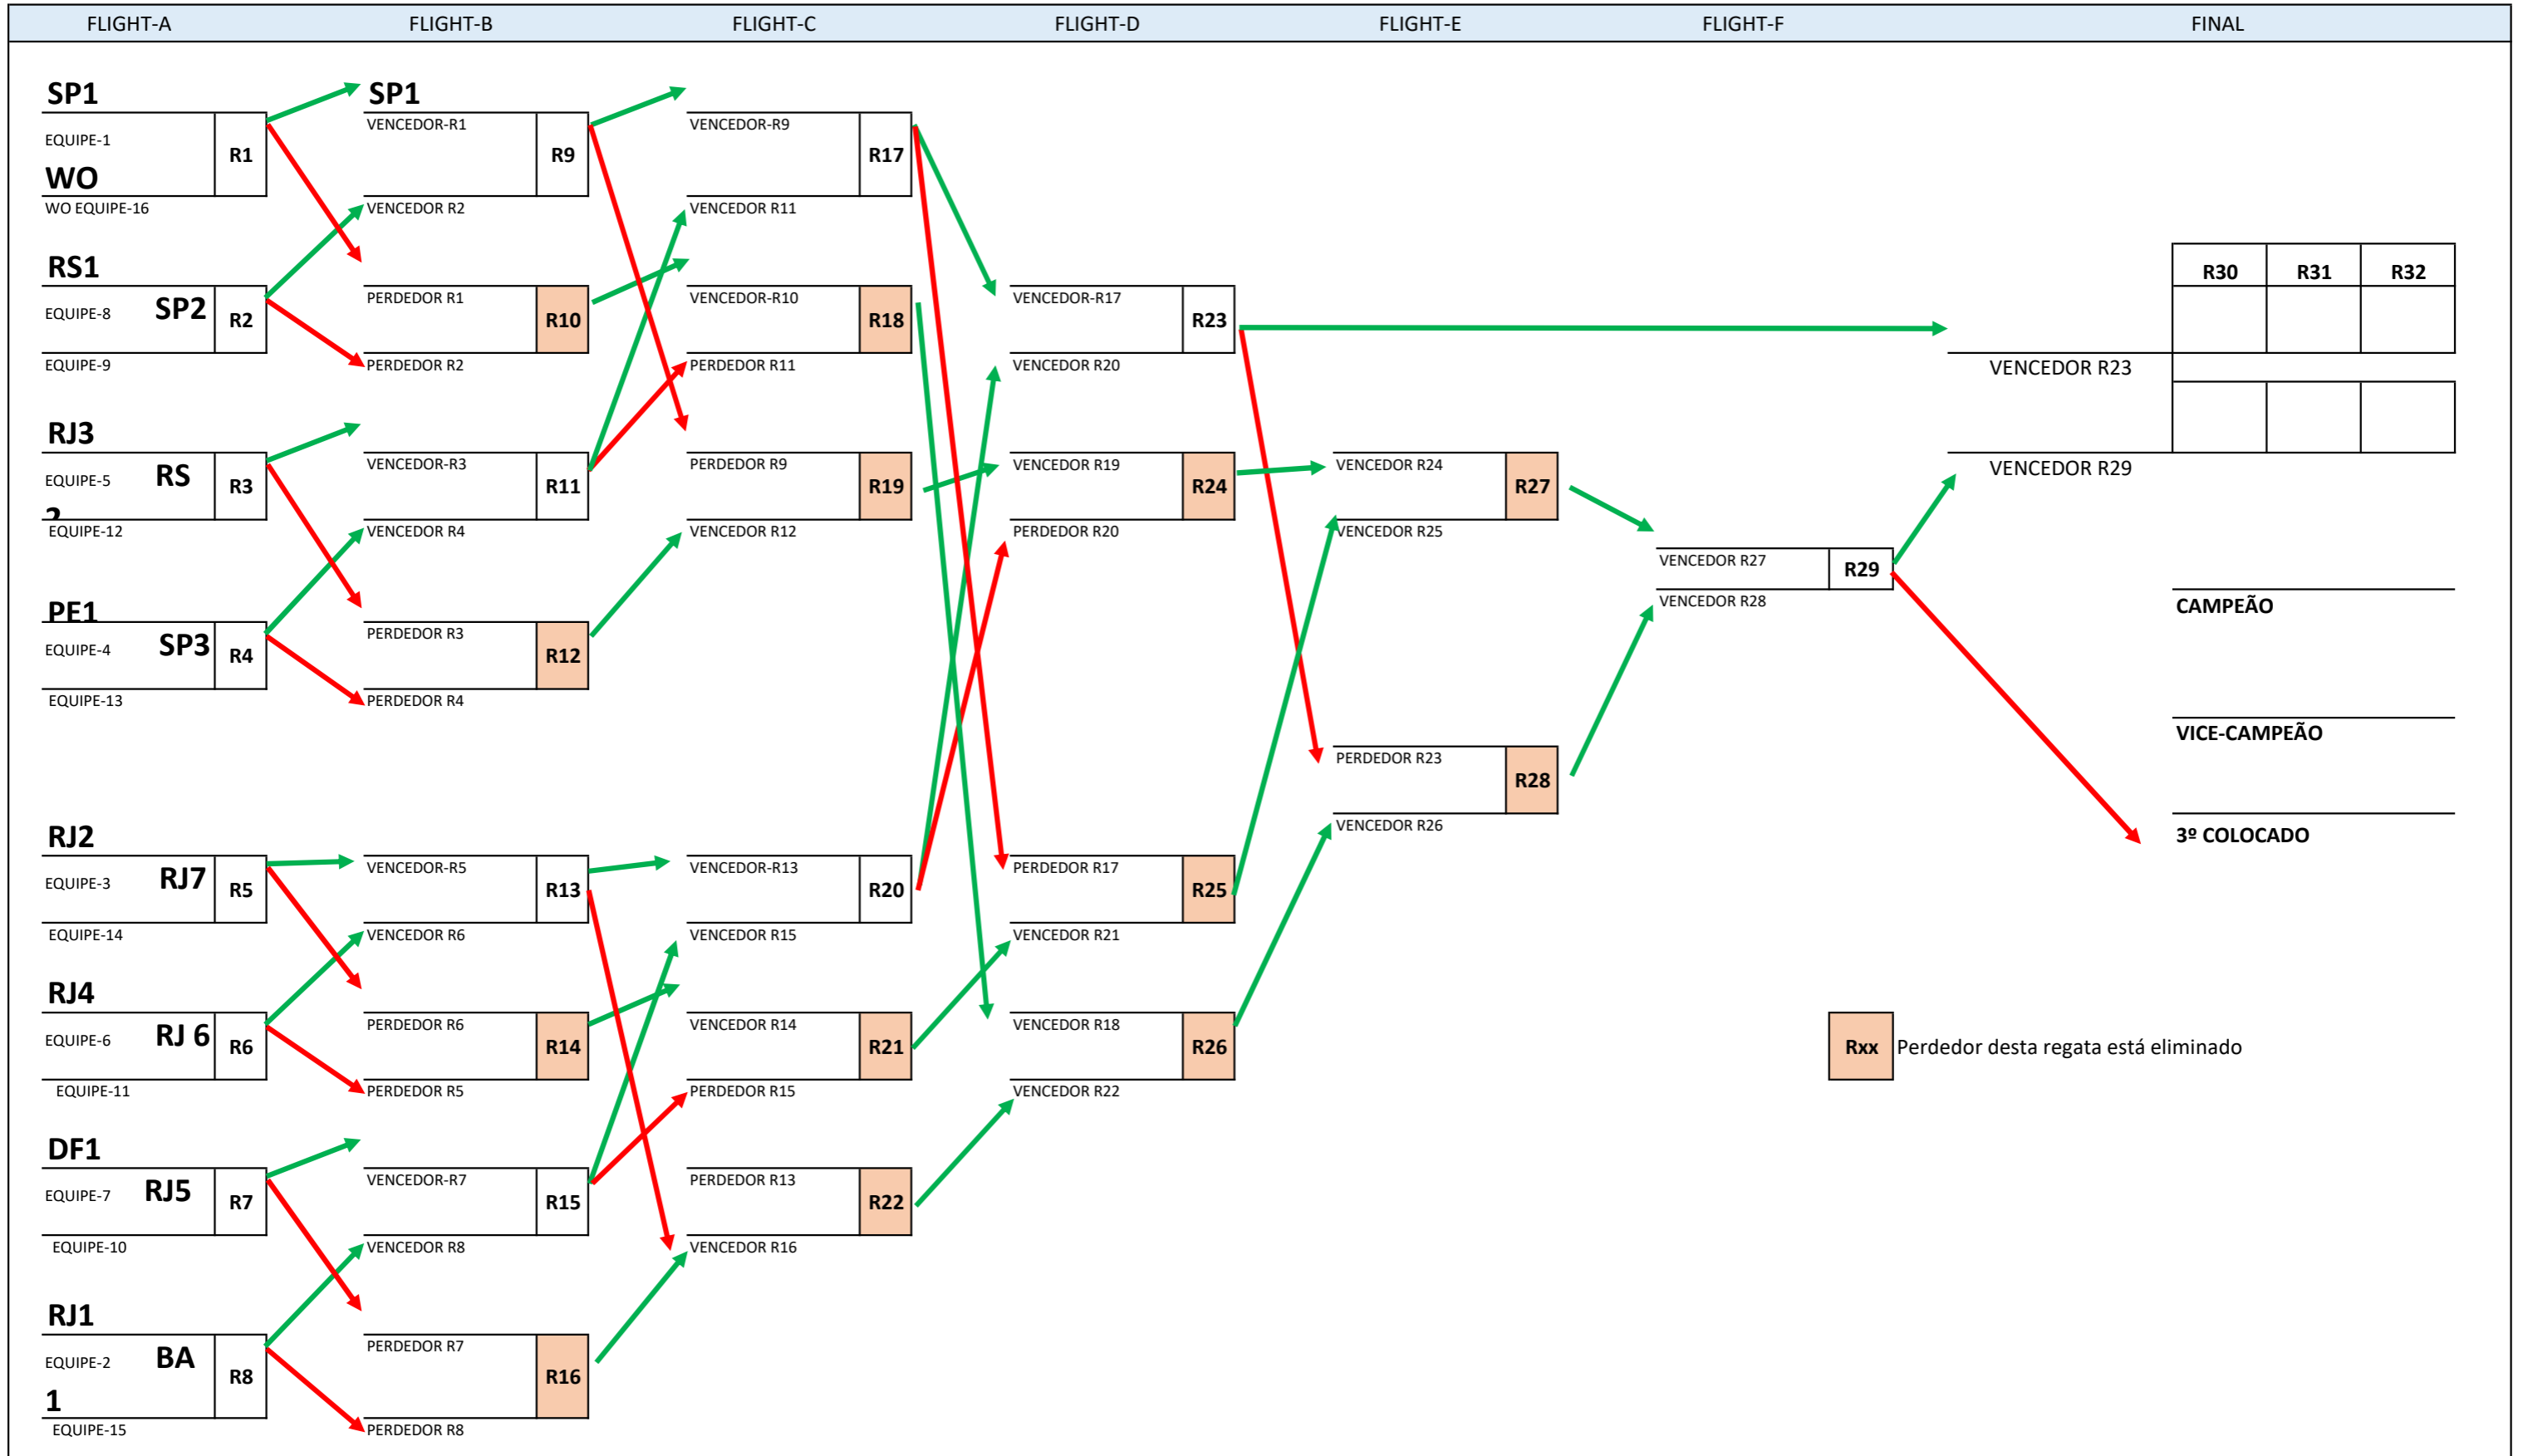 FLIGHT-A FLIGHT-B FLIGHT-C FLIGHT-D FLIGHT-E FLIGHT-F FINAL
SP1
EQUIPE-1
R1
WO
WO EQUIPE-16
RS1
EQUIPE-8 SP2
R2
EQUIPE-9
RJ3
EQUIPE-5 RS
R3
2
EQUIPE-12
PE1
EQUIPE-4 SP3
R4
EQUIPE-13
RJ2
EQUIPE-3 RJ7
R5
EQUIPE-14
RJ4
EQUIPE-6 RJ 6
R6
EQUIPE-11
DF1
EQUIPE-7 RJ5
R7
EQUIPE-10
RJ1
EQUIPE-2 BA
R8
1
EQUIPE-15
SP1
VENCEDOR-R1
R9
VENCEDOR R2
PERDEDOR R1
R10
PERDEDOR R2
VENCEDOR-R3
R11
VENCEDOR R4
PERDEDOR R3
R12
PERDEDOR R4
VENCEDOR-R5
R13
VENCEDOR R6
PERDEDOR R6
R14
PERDEDOR R5
VENCEDOR-R7
R15
VENCEDOR R8
PERDEDOR R7
R16
PERDEDOR R8
VENCEDOR-R9
R17
VENCEDOR R11
VENCEDOR-R10
R18
PERDEDOR R11
PERDEDOR R9
R19
VENCEDOR R12
VENCEDOR-R13
R20
VENCEDOR R15
VENCEDOR R14
R21
PERDEDOR R15
PERDEDOR R13
R22
VENCEDOR R16
VENCEDOR-R17
R23
VENCEDOR R20
VENCEDOR R19
R24
PERDEDOR R20
PERDEDOR R17
R25
VENCEDOR R21
VENCEDOR R18
R26
VENCEDOR R22
VENCEDOR R24
R27
VENCEDOR R25
PERDEDOR R23
R28
VENCEDOR R26
VENCEDOR R27
R29
VENCEDOR R28
R30 R31 R32
VENCEDOR R23
VENCEDOR R29
CAMPEÃO
VICE-CAMPEÃO
3º COLOCADO
Rxx Perdedor desta regata está eliminado